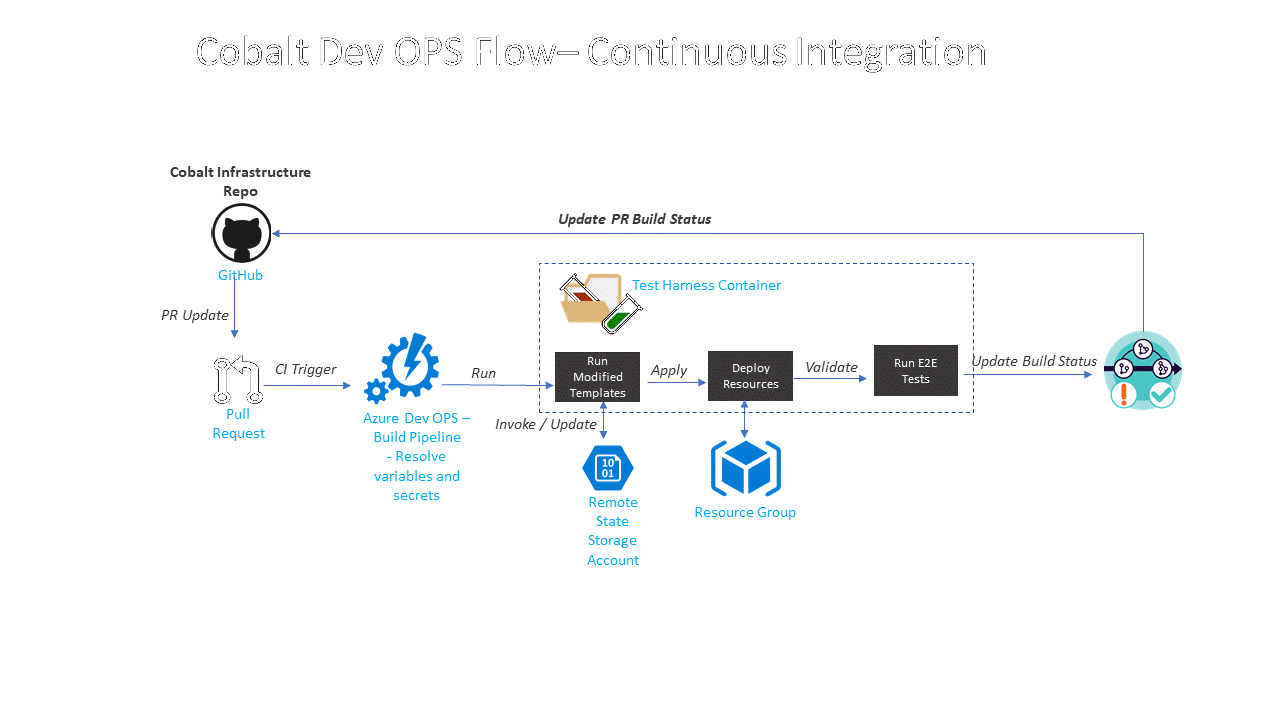 Cobalt Dev OPS Flow– Continuous Integration
Cobalt Infrastructure
Repo
Update PR Build Status
GitHub
Test Harness Container
PR Update
Run
Modified
Templates
Deploy
Resources
Run E2E
Tests
CI Trigger
Run
Apply
Validate
Update Build Status
Pull
Request
Azure Dev OPS –
Build Pipeline
- Resolve
variables and
secrets
Invoke / Update
10
01
Remote
State
Storage
Account
Resource Group